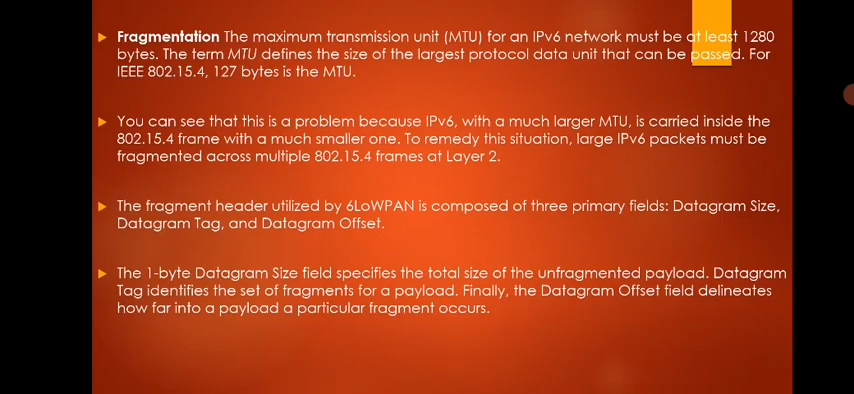 Fragmentation The maximum transmission unit (MTU) for an IPv6 network must be at least 1280
bytes. The term MTU defines the size of the largest protocol data unit that can be passed. For
IEEE 802.15.4, 127 bytes is the MTU.
You can see that this is a problem because IPv6, with a much larger MTU, is carried inside the
802.15.4 frame with a much smaller one. To remedy this situation, large IPv6 packets must be
fragmented across multiple 802.15.4 frames at Layer 2.
The fragment header utilized by 6LoWPAN is composed of three primary fields: Datagram Size,
Datagram Tag, and Datagram Offset.
The 1-byte Datagram Size field specifies the total size of the unfragmented payload. Datagram
Tag identifies the set of fragments for a payload. Finally, the Datagram Offset field delineates
how far into a payload a particular fragment occurs.